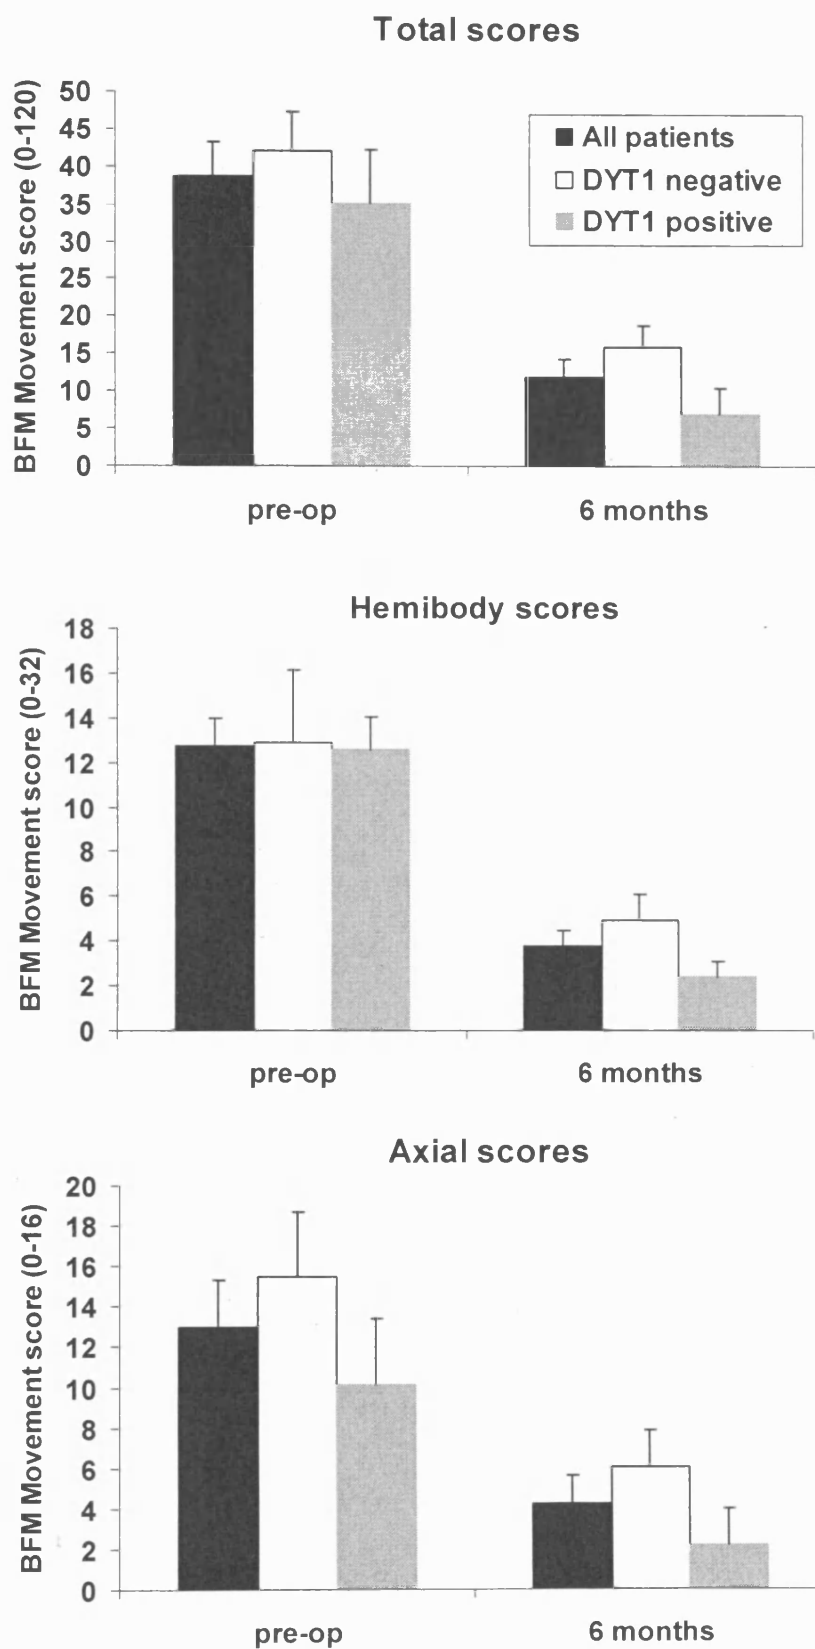 Total scores
BFM Movement score (0-120)
50
45
40
35
30
25
20
15
10
5
0
All patients
DYT1 negative
DYT1 positive
pre-op 6 months
Hemibody scores
BFM Movement score (0-32)
18
16
14
12
10
8
6
4
2
0
pre-op 6 months
Axial scores
BFM Movement score (0-16)
20
18
16
14
12
10
8
6
4
2
0
pre-op 6 months